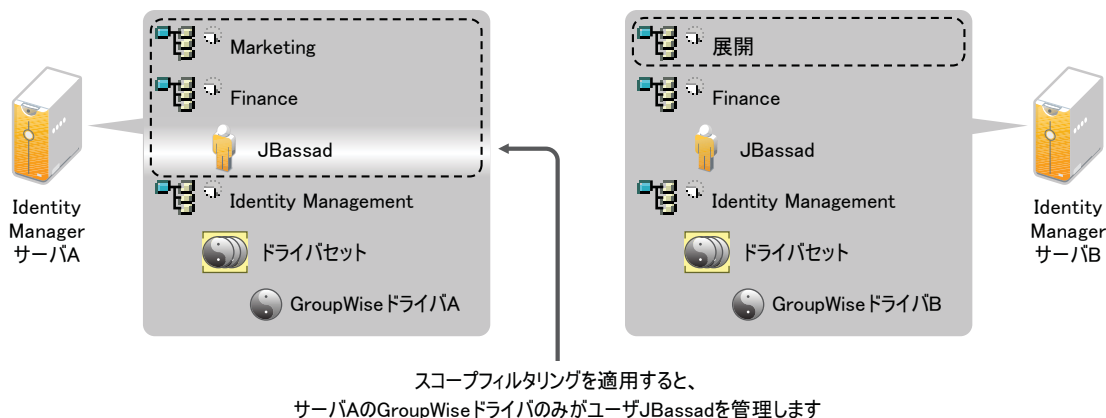 Marketing
Finance
JBassad
Identity Management
ドライバセット
GroupWiseドライバA
Identity
Manager
サーバA
展開
Finance
JBassad
Identity Management
ドライバセット
GroupWiseドライバB
Identity
Manager
サーバB
スコープフィルタリングを適用すると、
サーバAのGroupWiseドライバのみがユーザJBassadを管理します